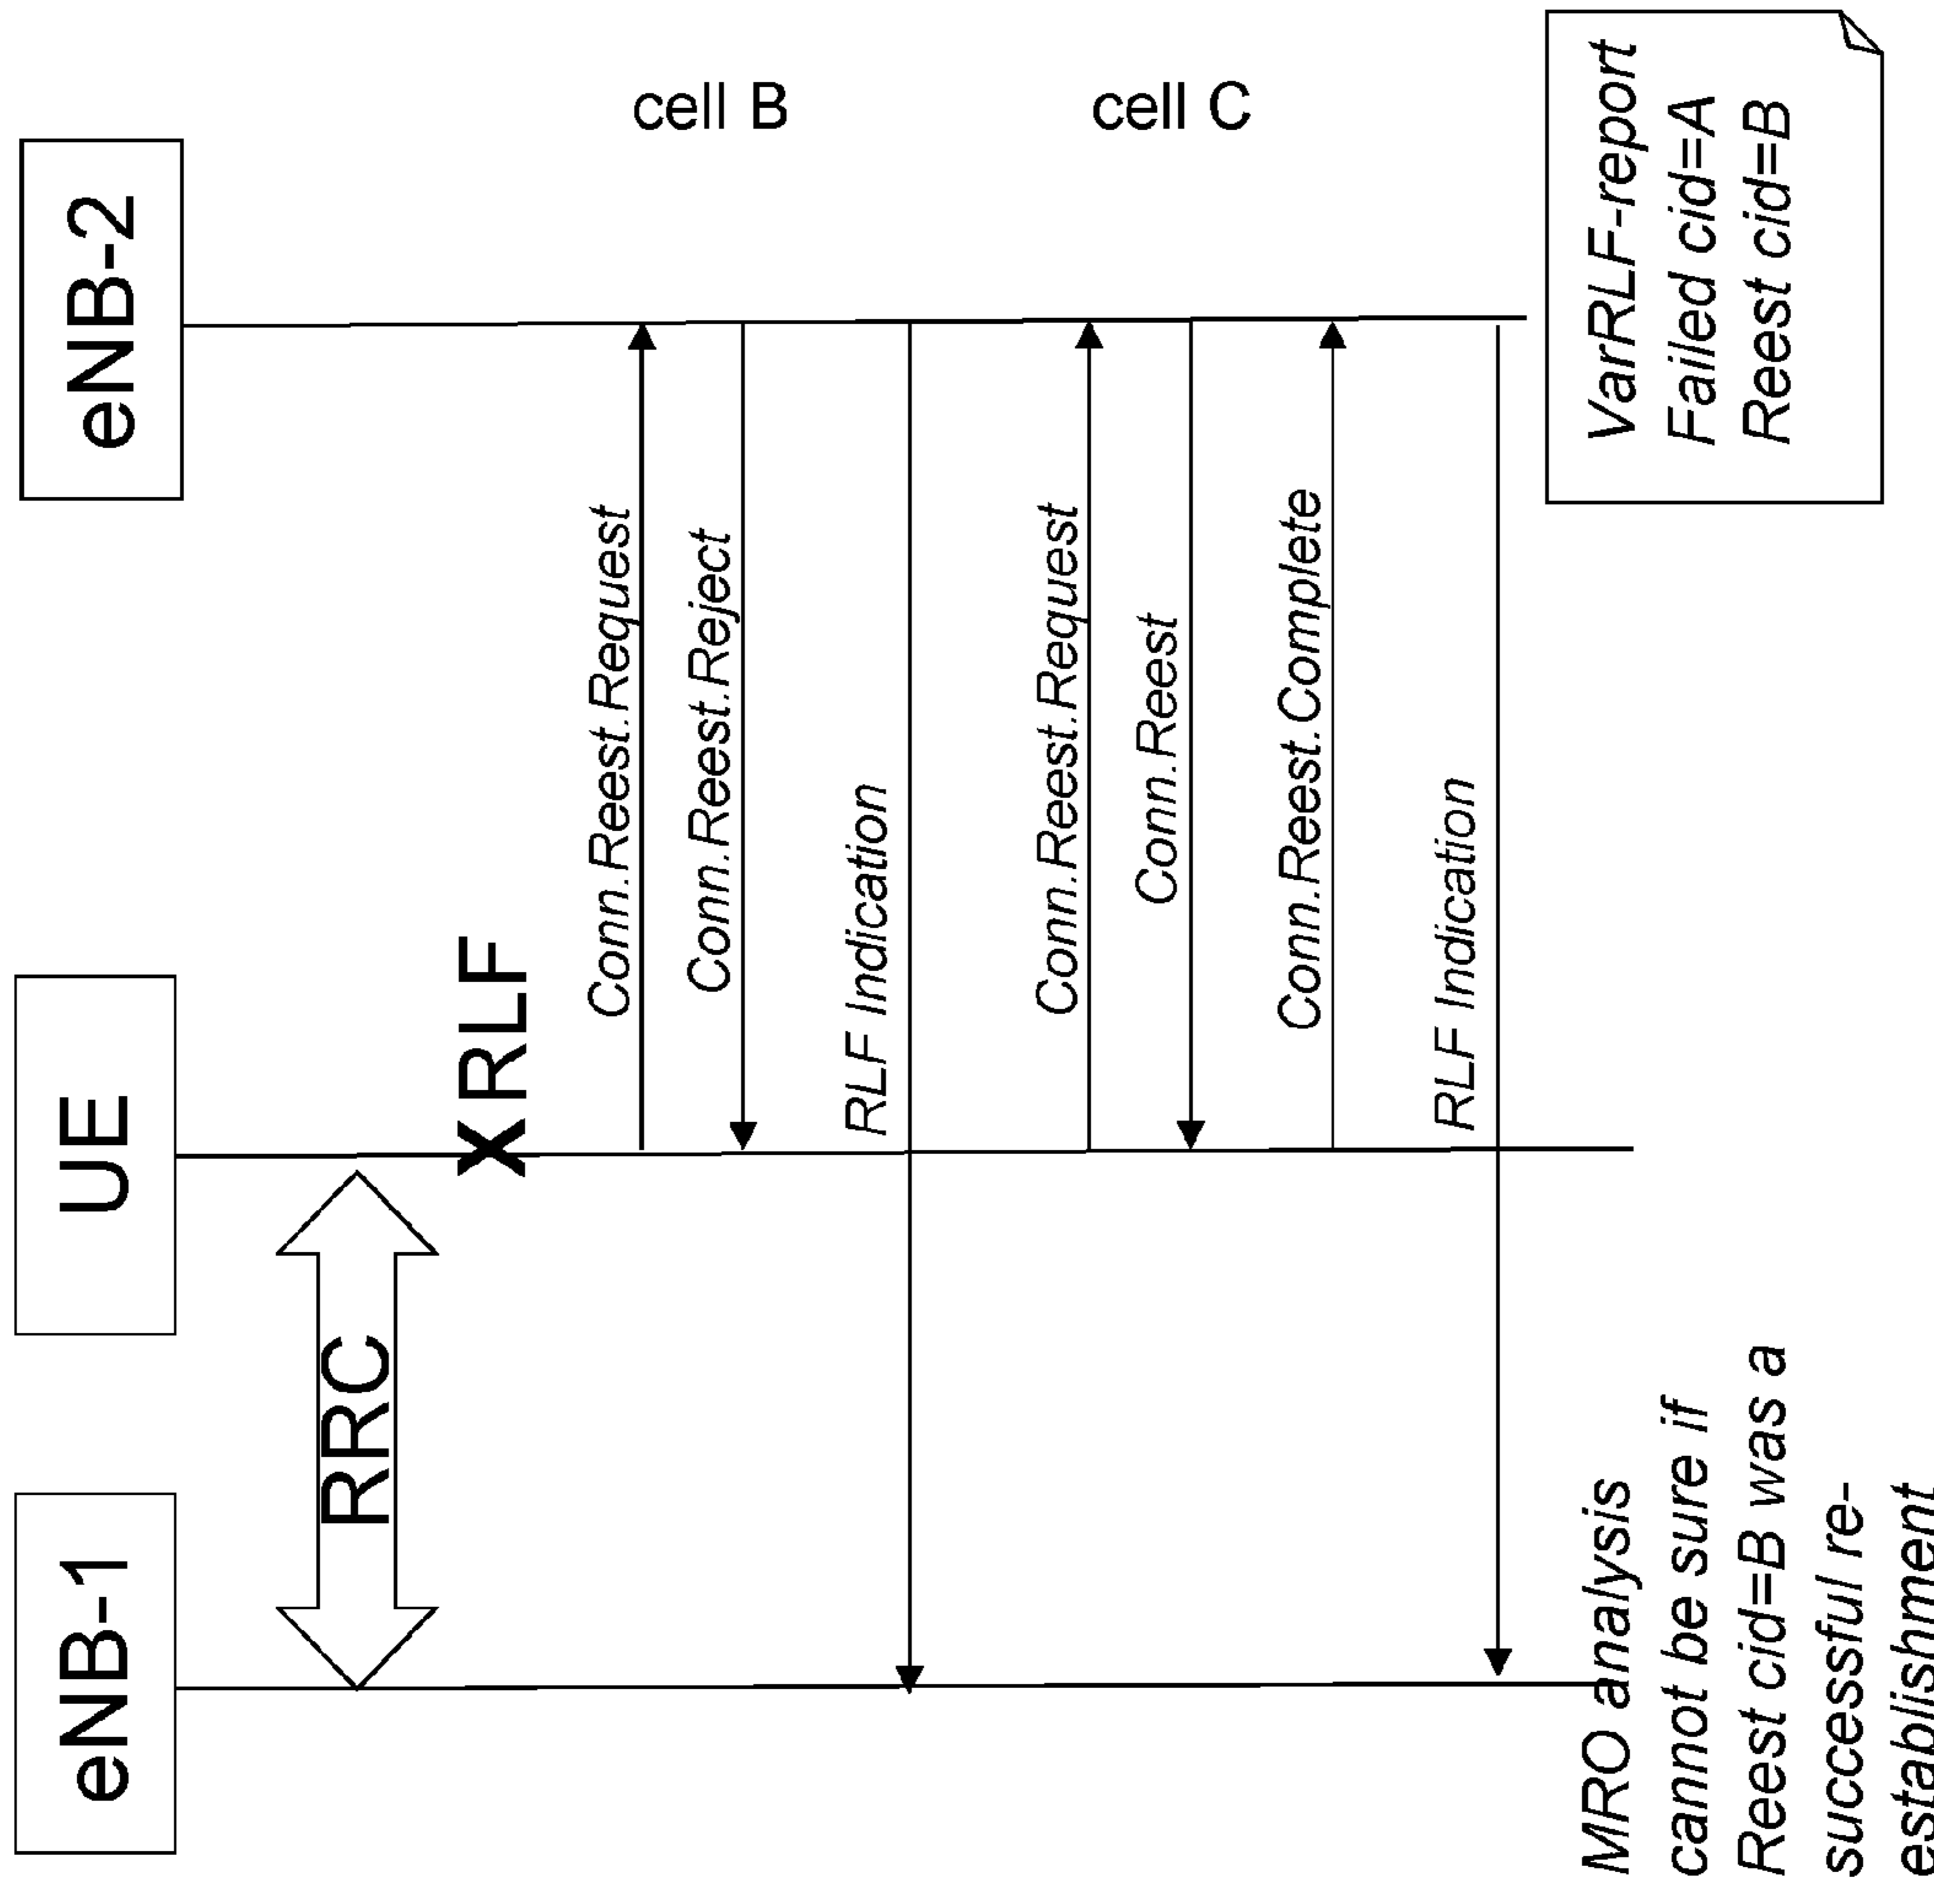 eNB-1
UE
eNB-2
RRC
X RLF
Conn.Reest.Request
cell B
Conn.Reest.Reject
RLF Indication
Conn.Reest.Request
cell C
Conn.Reest
Conn.Reest.Complete
RLF Indication
MRO analysis
cannot be sure if
Reest cid=B was a
successful re-
establishment
VarRLF-report
Failed cid=A
Reest cid=B